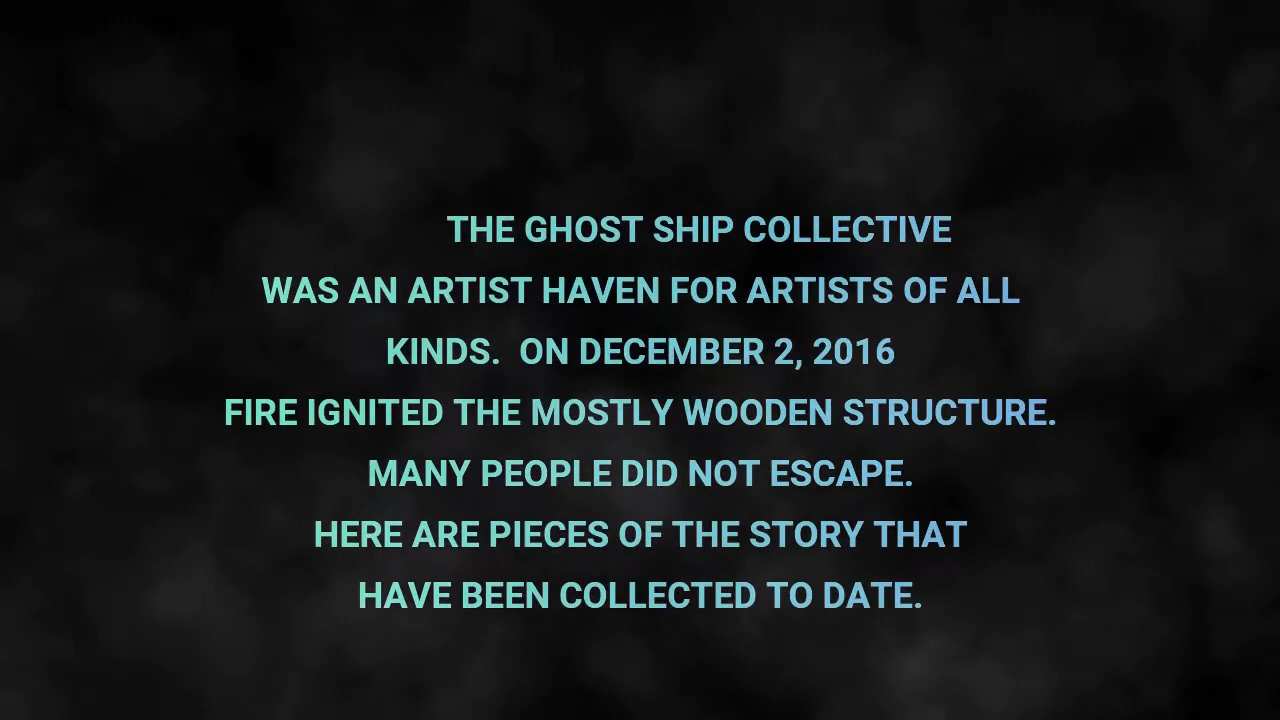 THE GHOST SHIP COLLECTIVE
WAS AN ARTIST HAVEN FOR ARTISTS OF ALL
KINDS.  ON DECEMBER 2, 2016
FIRE IGNITED THE MOSTLY WOODEN STRUCTURE.
MANY PEOPLE DID NOT ESCAPE.
HERE ARE PIECES OF THE STORY THAT
HAVE BEEN COLLECTED TO DATE.